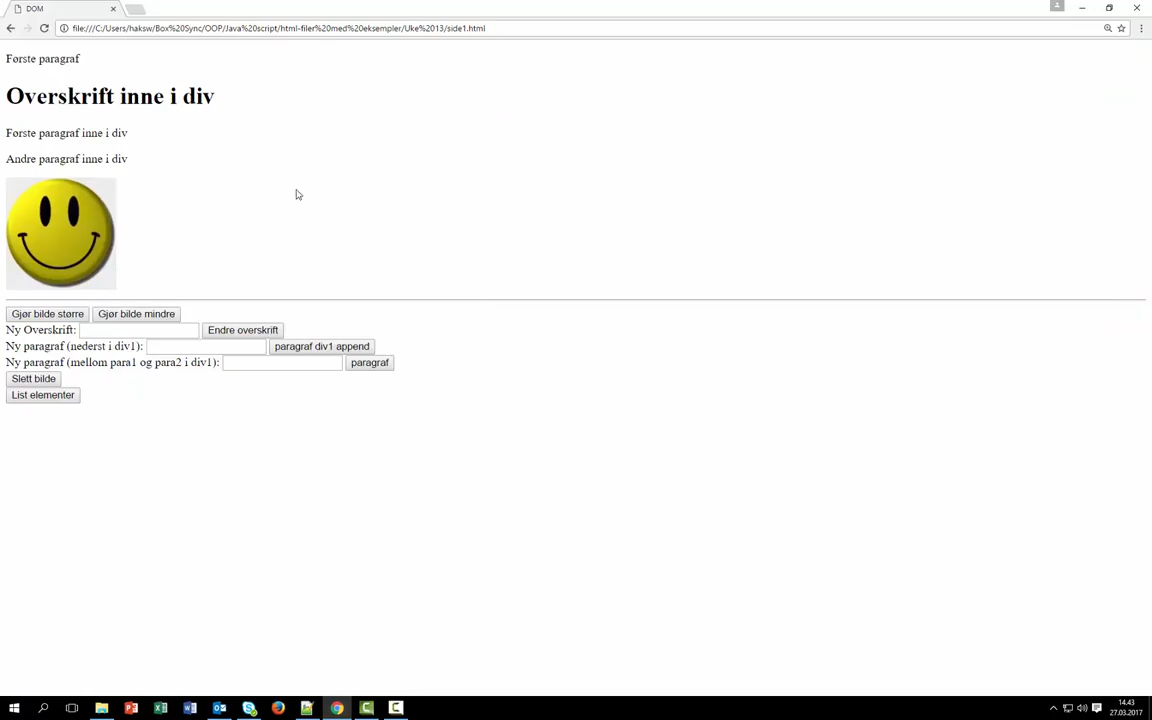 DOM
file:///C:/Users/haksw/Box%20Sync/OOP/Java%20script/html-filer%20med%20eksempler/Uke%2013/side1.html
Første paragraf
Overskrift inne i div
Første paragraf inne i div
Andre paragraf inne i div
Gjør bilde større Gjør bilde mindre
Ny Overskrift: Endre overskrift
Ny paragraf (nederst i div1): paragraf div1 append
Ny paragraf (mellom para1 og para2 i div1): paragraf
Slett bilde
List elementer
14.43
27.03.2017